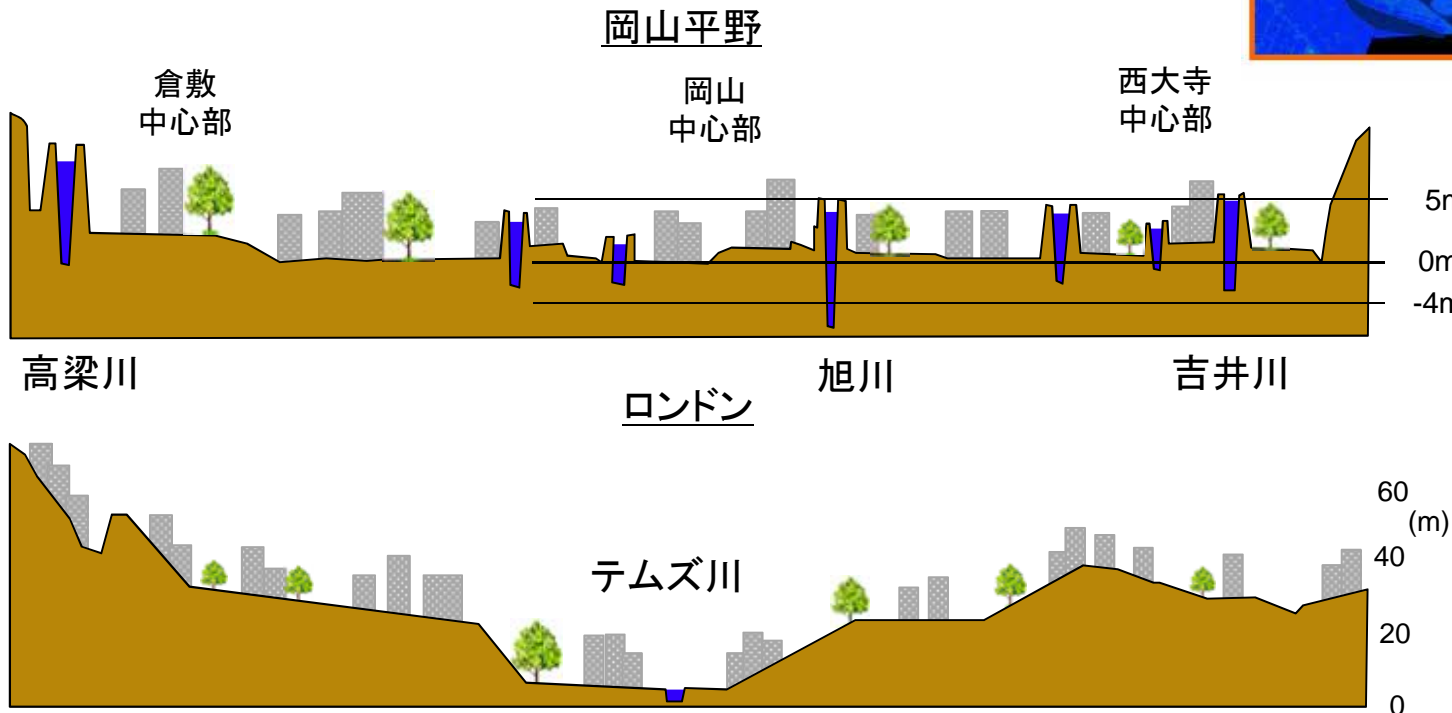 岡山平野
倉敷
中心部
岡山
中心部
西大寺
中心部
5m
0m
-4m
高梁川
旭川
吉井川
ロンドン
60
(m)
テムズ川
40
20
0